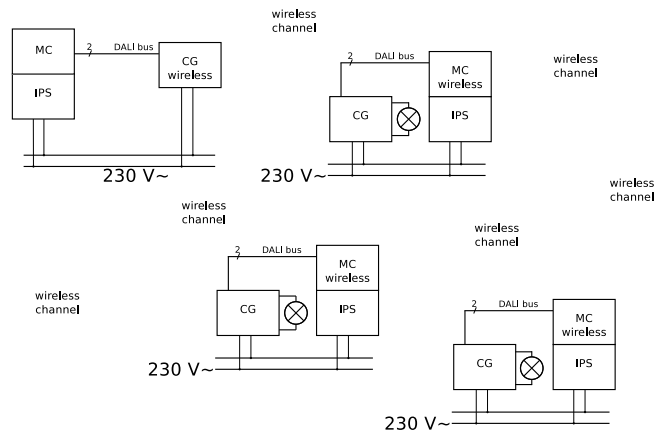 wireless
channel
MC
2
DALI bus
CG
wireless
IPS
230 V~
2
DALI bus
MC
wireless
CG
IPS
230 V~
wireless
channel
wireless
channel
wireless
channel
wireless
channel
2
DALI bus
MC
wireless
CG
IPS
230 V~
wireless
channel
2
DALI bus
MC
wireless
CG
IPS
230 V~